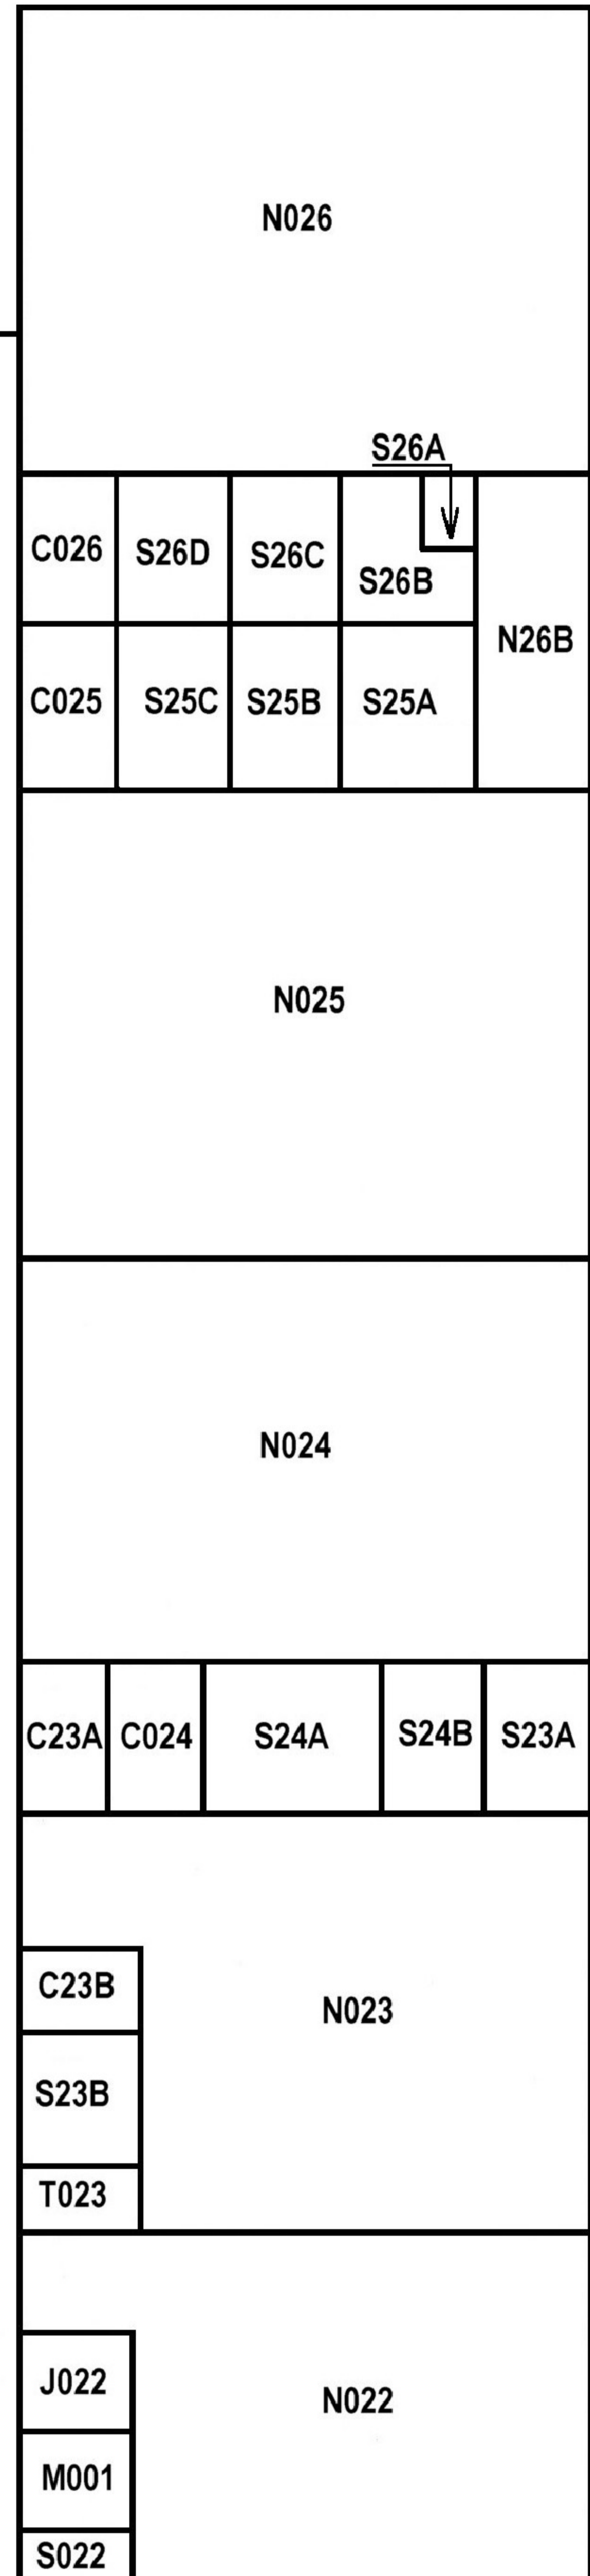 N026
S26A
C026 S26D S26C S26B
N26B
C025 S25C S25B S25A
N025
N024
C23A C024 S24A S24B S23A
C23B
N023
S23B
T023
J022
N022
M001
S022